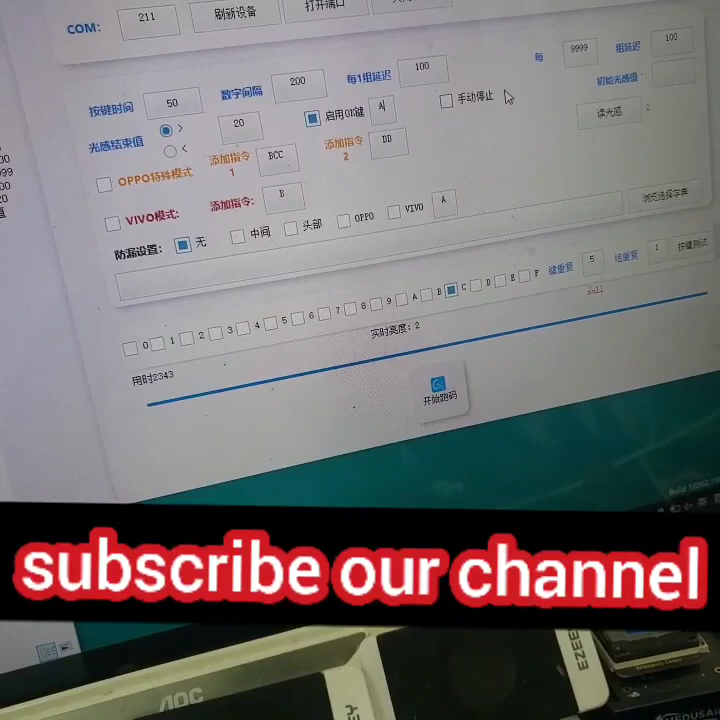 COM: 211 刷新设备 打开端口
按键时间 50 数字间隔 200 每1组延迟 100 每 9999 组延迟 100
光感结束值 > < 20 启用OK键 A 手动停止 初始光感值
读光感 2
OPPO特殊模式 添加指令1 BCC 添加指令2 DD
VIVO模式: 添加指令: B
防漏设置: 无 中间 头部 OPPO VIVO A 浏览选择字典
0 1 2 3 4 5 6 7 8 9 A B C D E F 键重复 5 组重复 1 按键测试
null
实时亮度: 2
用时2343
开始跑码
subscribe our channel
AOC